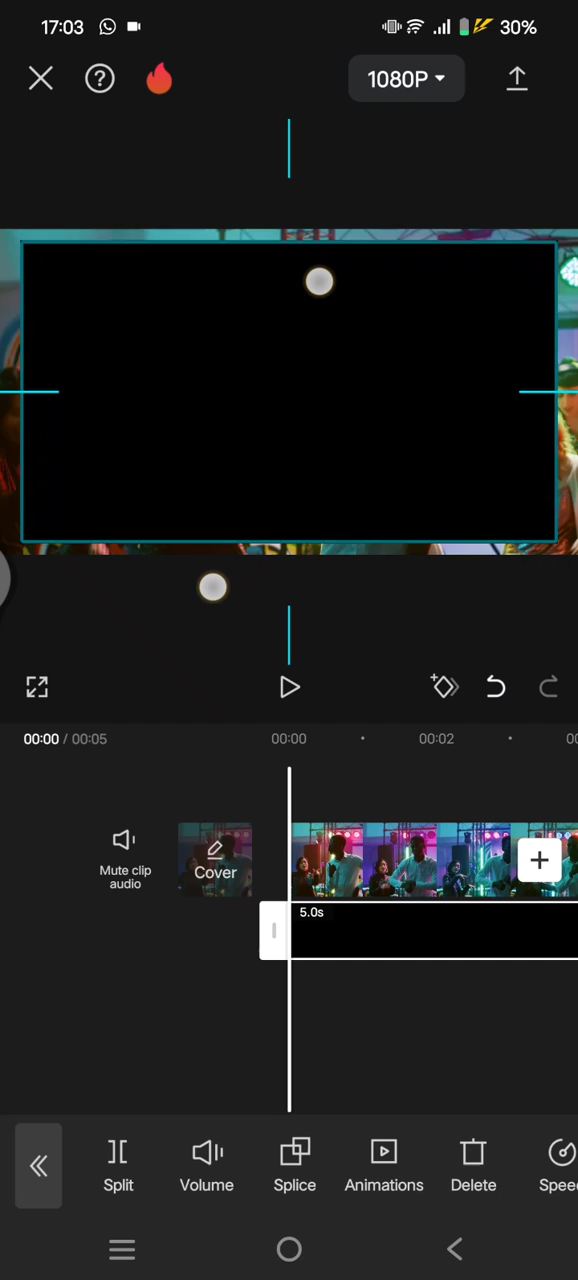 17:03
30%
1080P
00:00 / 00:05
00:00
00:02
Mute clip
audio
Cover
5.0s
Split
Volume
Splice
Animations
Delete